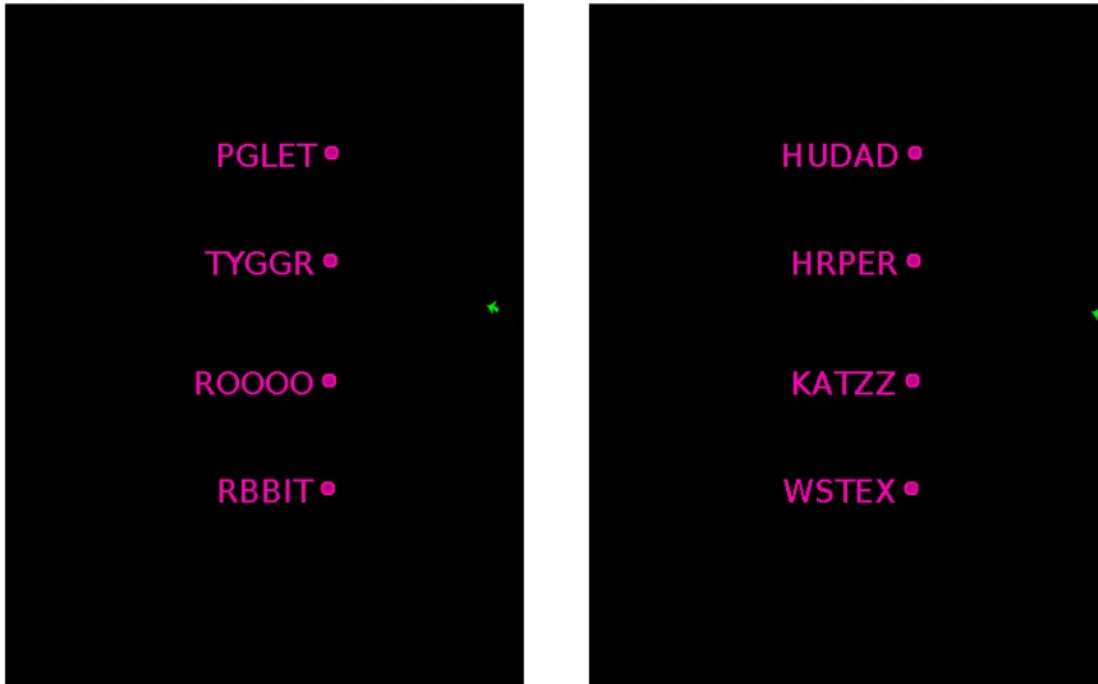 PGLET
TYGGR
ROOOO
RBBIT
HUDAD
HRPER
KATZZ
WSTEX